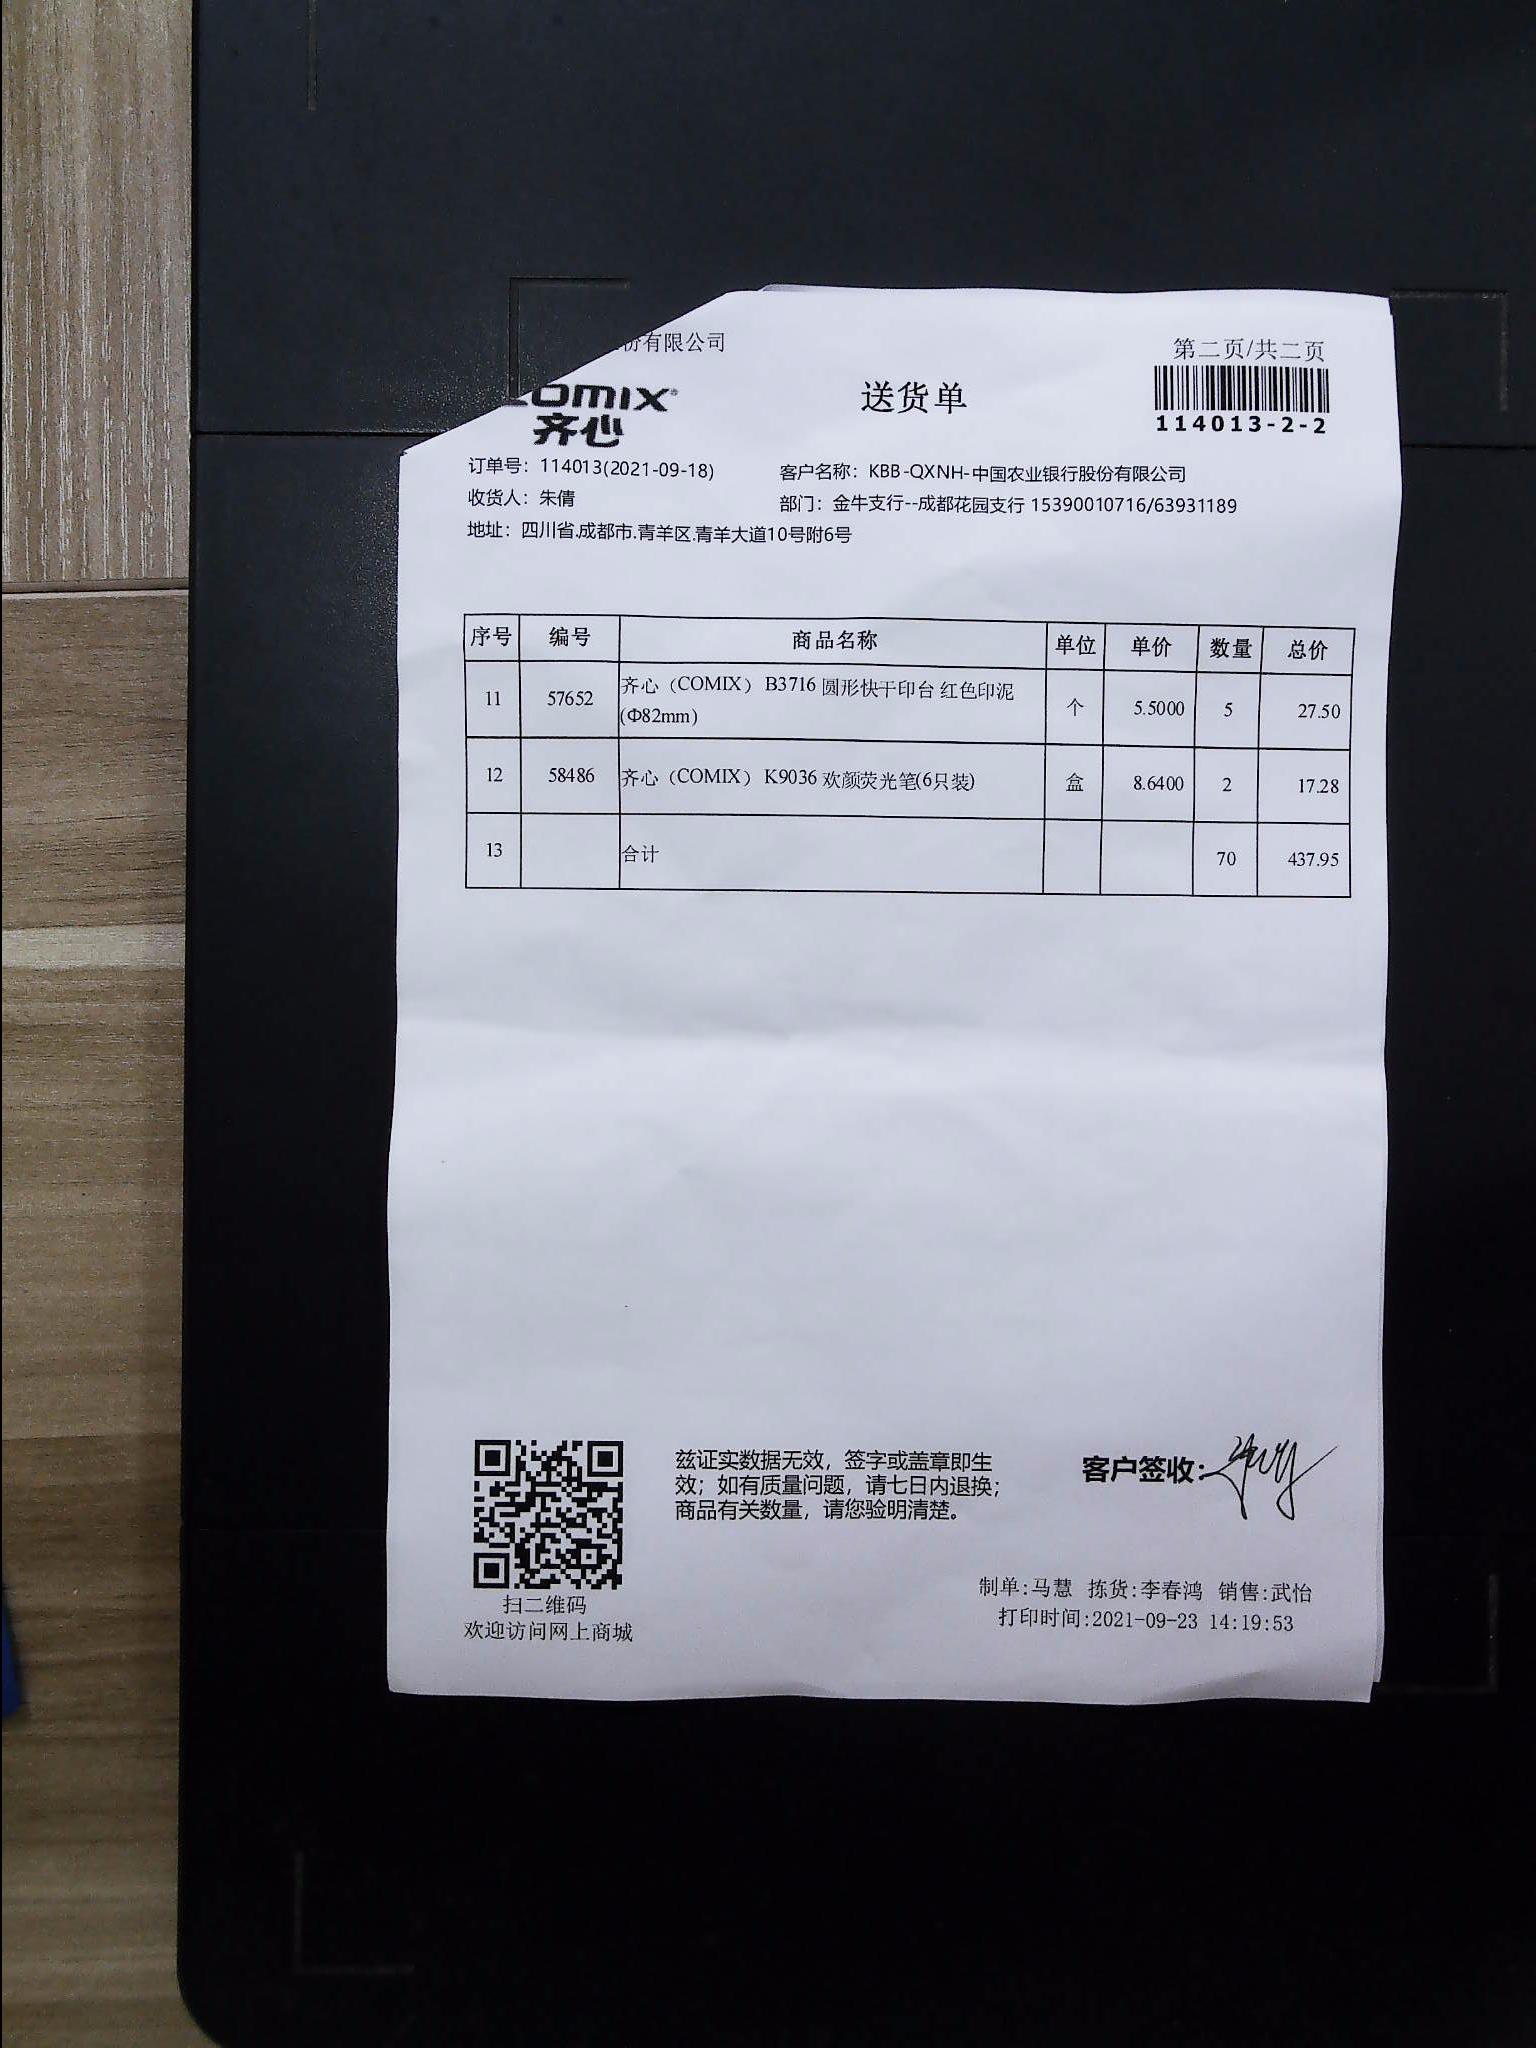 份有限公司
第二页/共二页
comix
齐心
送货单
114013-2-2
订单号：114013(2021-09-18)
客户名称：KBB-QXNH-中国农业银行股份有限公司
收货人：朱倩
部门：金牛支行--成都花园支行 15390010716/63931189
地址：四川省.成都市.青羊区.青羊大道10号附6号
序号 编号 商品名称 单位 单价 数量 总价
11 57652 齐心（COMIX） B3716 圆形快干印台 红色印泥 (Φ82mm) 个 5.5000 5 27.50
12 58486 齐心（COMIX） K9036 欢颜荧光笔(6只装) 盒 8.6400 2 17.28
13 合计 70 437.95
兹证实数据无效，签字或盖章即生
效；如有质量问题，请七日内退换；
商品有关数量，请您验明清楚。
客户签收：
扫二维码
欢迎访问网上商城
制单:马慧 拣货:李春鸿 销售:武怡
打印时间:2021-09-23 14:19:53